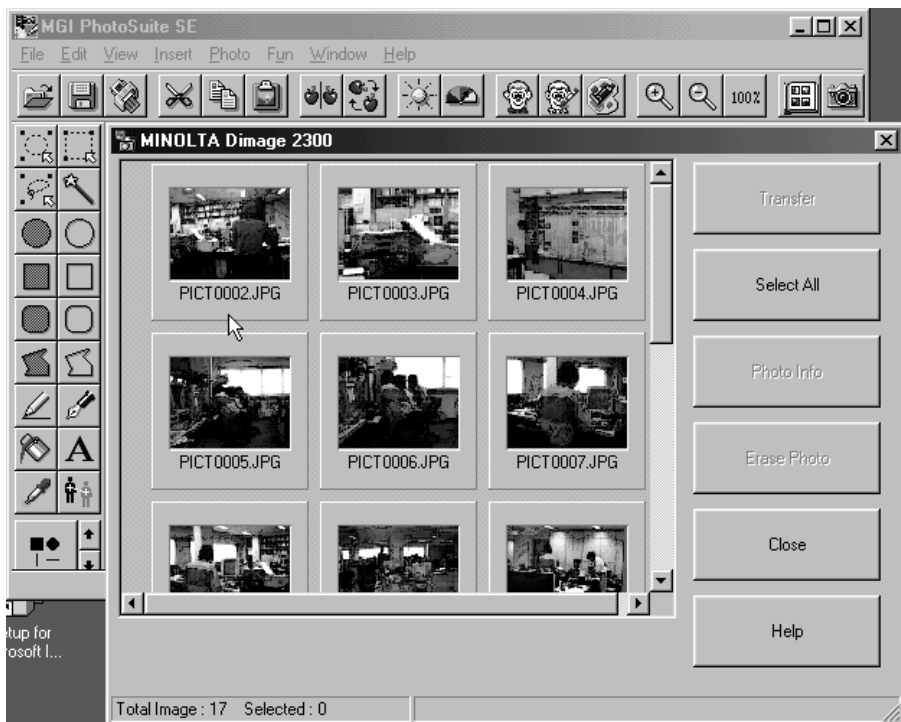 MGI PhotoSuite SE
File Edit View Insert Photo Fun Window Help
100%
MINOLTA Dimage 2300
PICT0002.JPG PICT0003.JPG PICT0004.JPG
Transfer
Select All
PICT0005.JPG PICT0006.JPG PICT0007.JPG
Photo Info
Erase Photo
A
Close
Help
etup for
rosoft I...
Total Image : 17 Selected : 0